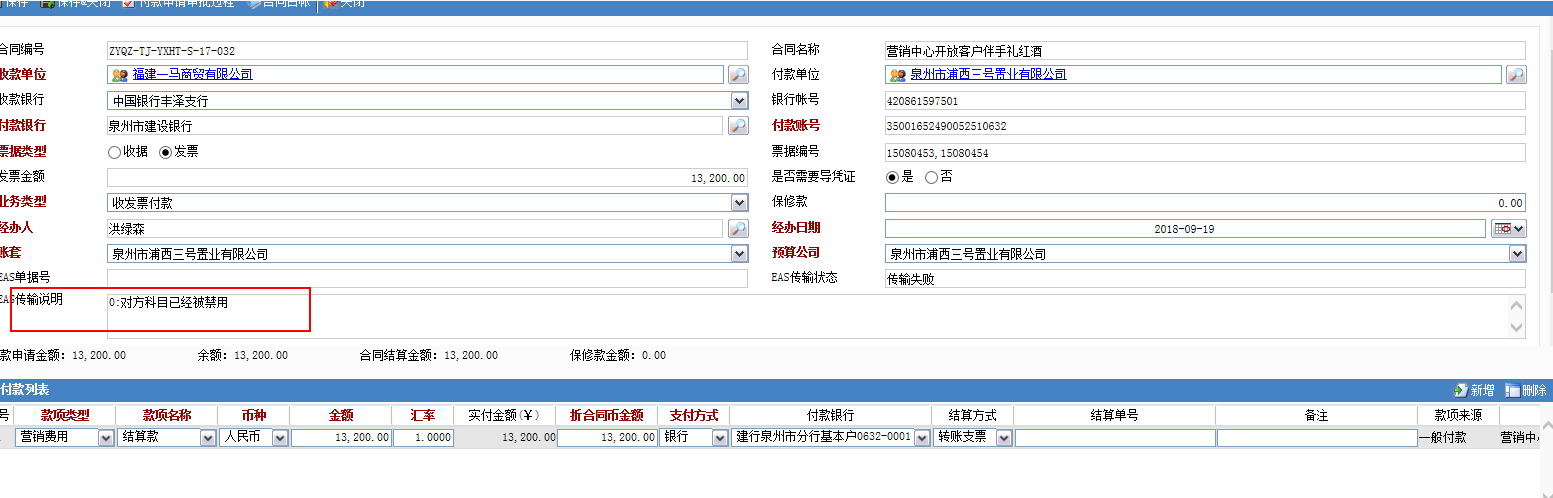 保存 保存&关闭 付款申请审批过程 合同台帐 关闭
合同编号 ZYQZ-TJ-YXHT-S-17-032 合同名称 营销中心开放客户伴手礼红酒
收款单位 福建一马商贸有限公司 付款单位 泉州市浦西三号置业有限公司
收款银行 中国银行丰泽支行 银行帐号 420861597501
付款银行 泉州市建设银行 付款账号 35001652490052510632
票据类型 收据 发票 票据编号 15080453,15080454
发票金额 13,200.00 是否需要导凭证 是 否
业务类型 收发票付款 保修款 0.00
经办人 洪绿森 经办日期 2018-09-19
账套 泉州市浦西三号置业有限公司 预算公司 泉州市浦西三号置业有限公司
EAS单据号 EAS传输状态 传输失败
EAS传输说明 0:对方科目已经被禁用
款申请金额: 13,200.00 余额: 13,200.00 合同结算金额: 13,200.00 保修款金额: 0.00
付款列表 新增 删除
号 款项类型 款项名称 币种 金额 汇率 实付金额(¥) 折合同币金额 支付方式 付款银行 结算方式 结算单号 备注 款项来源
营销费用 结算款 人民币 13,200.00 1.0000 13,200.00 13,200.00 银行 建行泉州市分行基本户0632-0001 转账支票 一般付款 营销中